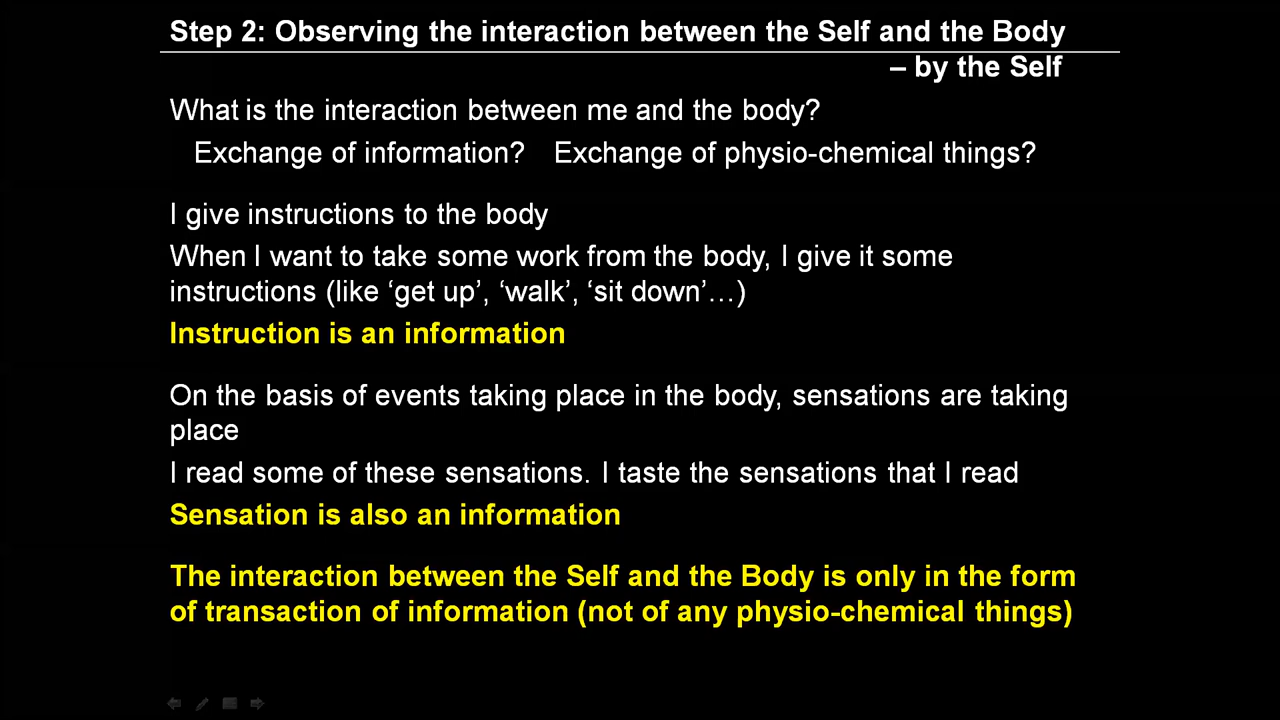 Step 2: Observing the interaction between the Self and the Body
– by the Self
What is the interaction between me and the body?
Exchange of information? Exchange of physio-chemical things?
I give instructions to the body
When I want to take some work from the body, I give it some
instructions (like ‘get up’, ‘walk’, ‘sit down’…)
Instruction is an information
On the basis of events taking place in the body, sensations are taking
place
I read some of these sensations. I taste the sensations that I read
Sensation is also an information
The interaction between the Self and the Body is only in the form
of transaction of information (not of any physio-chemical things)